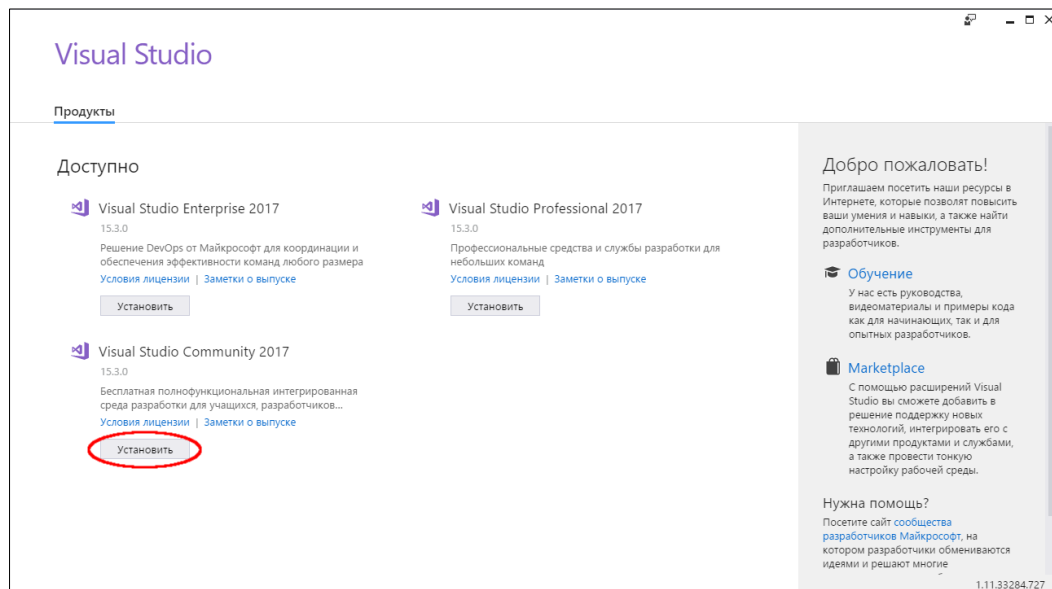 Visual Studio
Продукты
Доступно
Visual Studio Enterprise 2017
15.3.0
Решение DevOps от Майкрософт для координации и
обеспечения эффективности команд любого размера
Условия лицензии | Заметки о выпуске
Установить
Visual Studio Professional 2017
15.3.0
Профессиональные средства и службы разработки для
небольших команд
Условия лицензии | Заметки о выпуске
Установить
Visual Studio Community 2017
15.3.0
Бесплатная полнофункциональная интегрированная
среда разработки для учащихся, разработчиков...
Условия лицензии | Заметки о выпуске
Установить
Добро пожаловать!
Приглашаем посетить наши ресурсы в
Интернете, которые позволят повысить
ваши умения и навыки, а также найти
дополнительные инструменты для
разработчиков.
Обучение
У нас есть руководства,
видеоматериалы и примеры кода
как для начинающих, так и для
опытных разработчиков.
Marketplace
С помощью расширений Visual
Studio вы сможете добавить в
решение поддержку новых
технологий, интегрировать его с
другими продуктами и службами,
а также провести тонкую
настройку рабочей среды.
Нужна помощь?
Посетите сайт сообщества
разработчиков Майкрософт, на
котором разработчики обмениваются
идеями и решают многие
1.11.33284.727